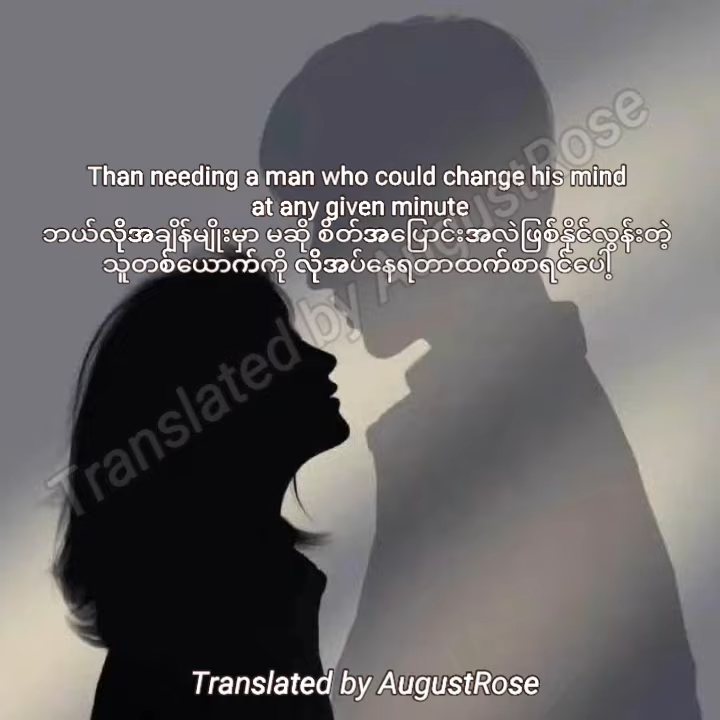 Than needing a man who could change his mind
at any given minute
ဘယ်လိုအချိန်မျိုးမှာ မဆို စိတ်အပြောင်းအလဲဖြစ်နိုင်လွန်းတဲ့
သူတစ်ယောက်ကို လိုအပ်နေရတာထက်စာရင်ပေါ့
Translated by AugustRose
Translated by AugustRose